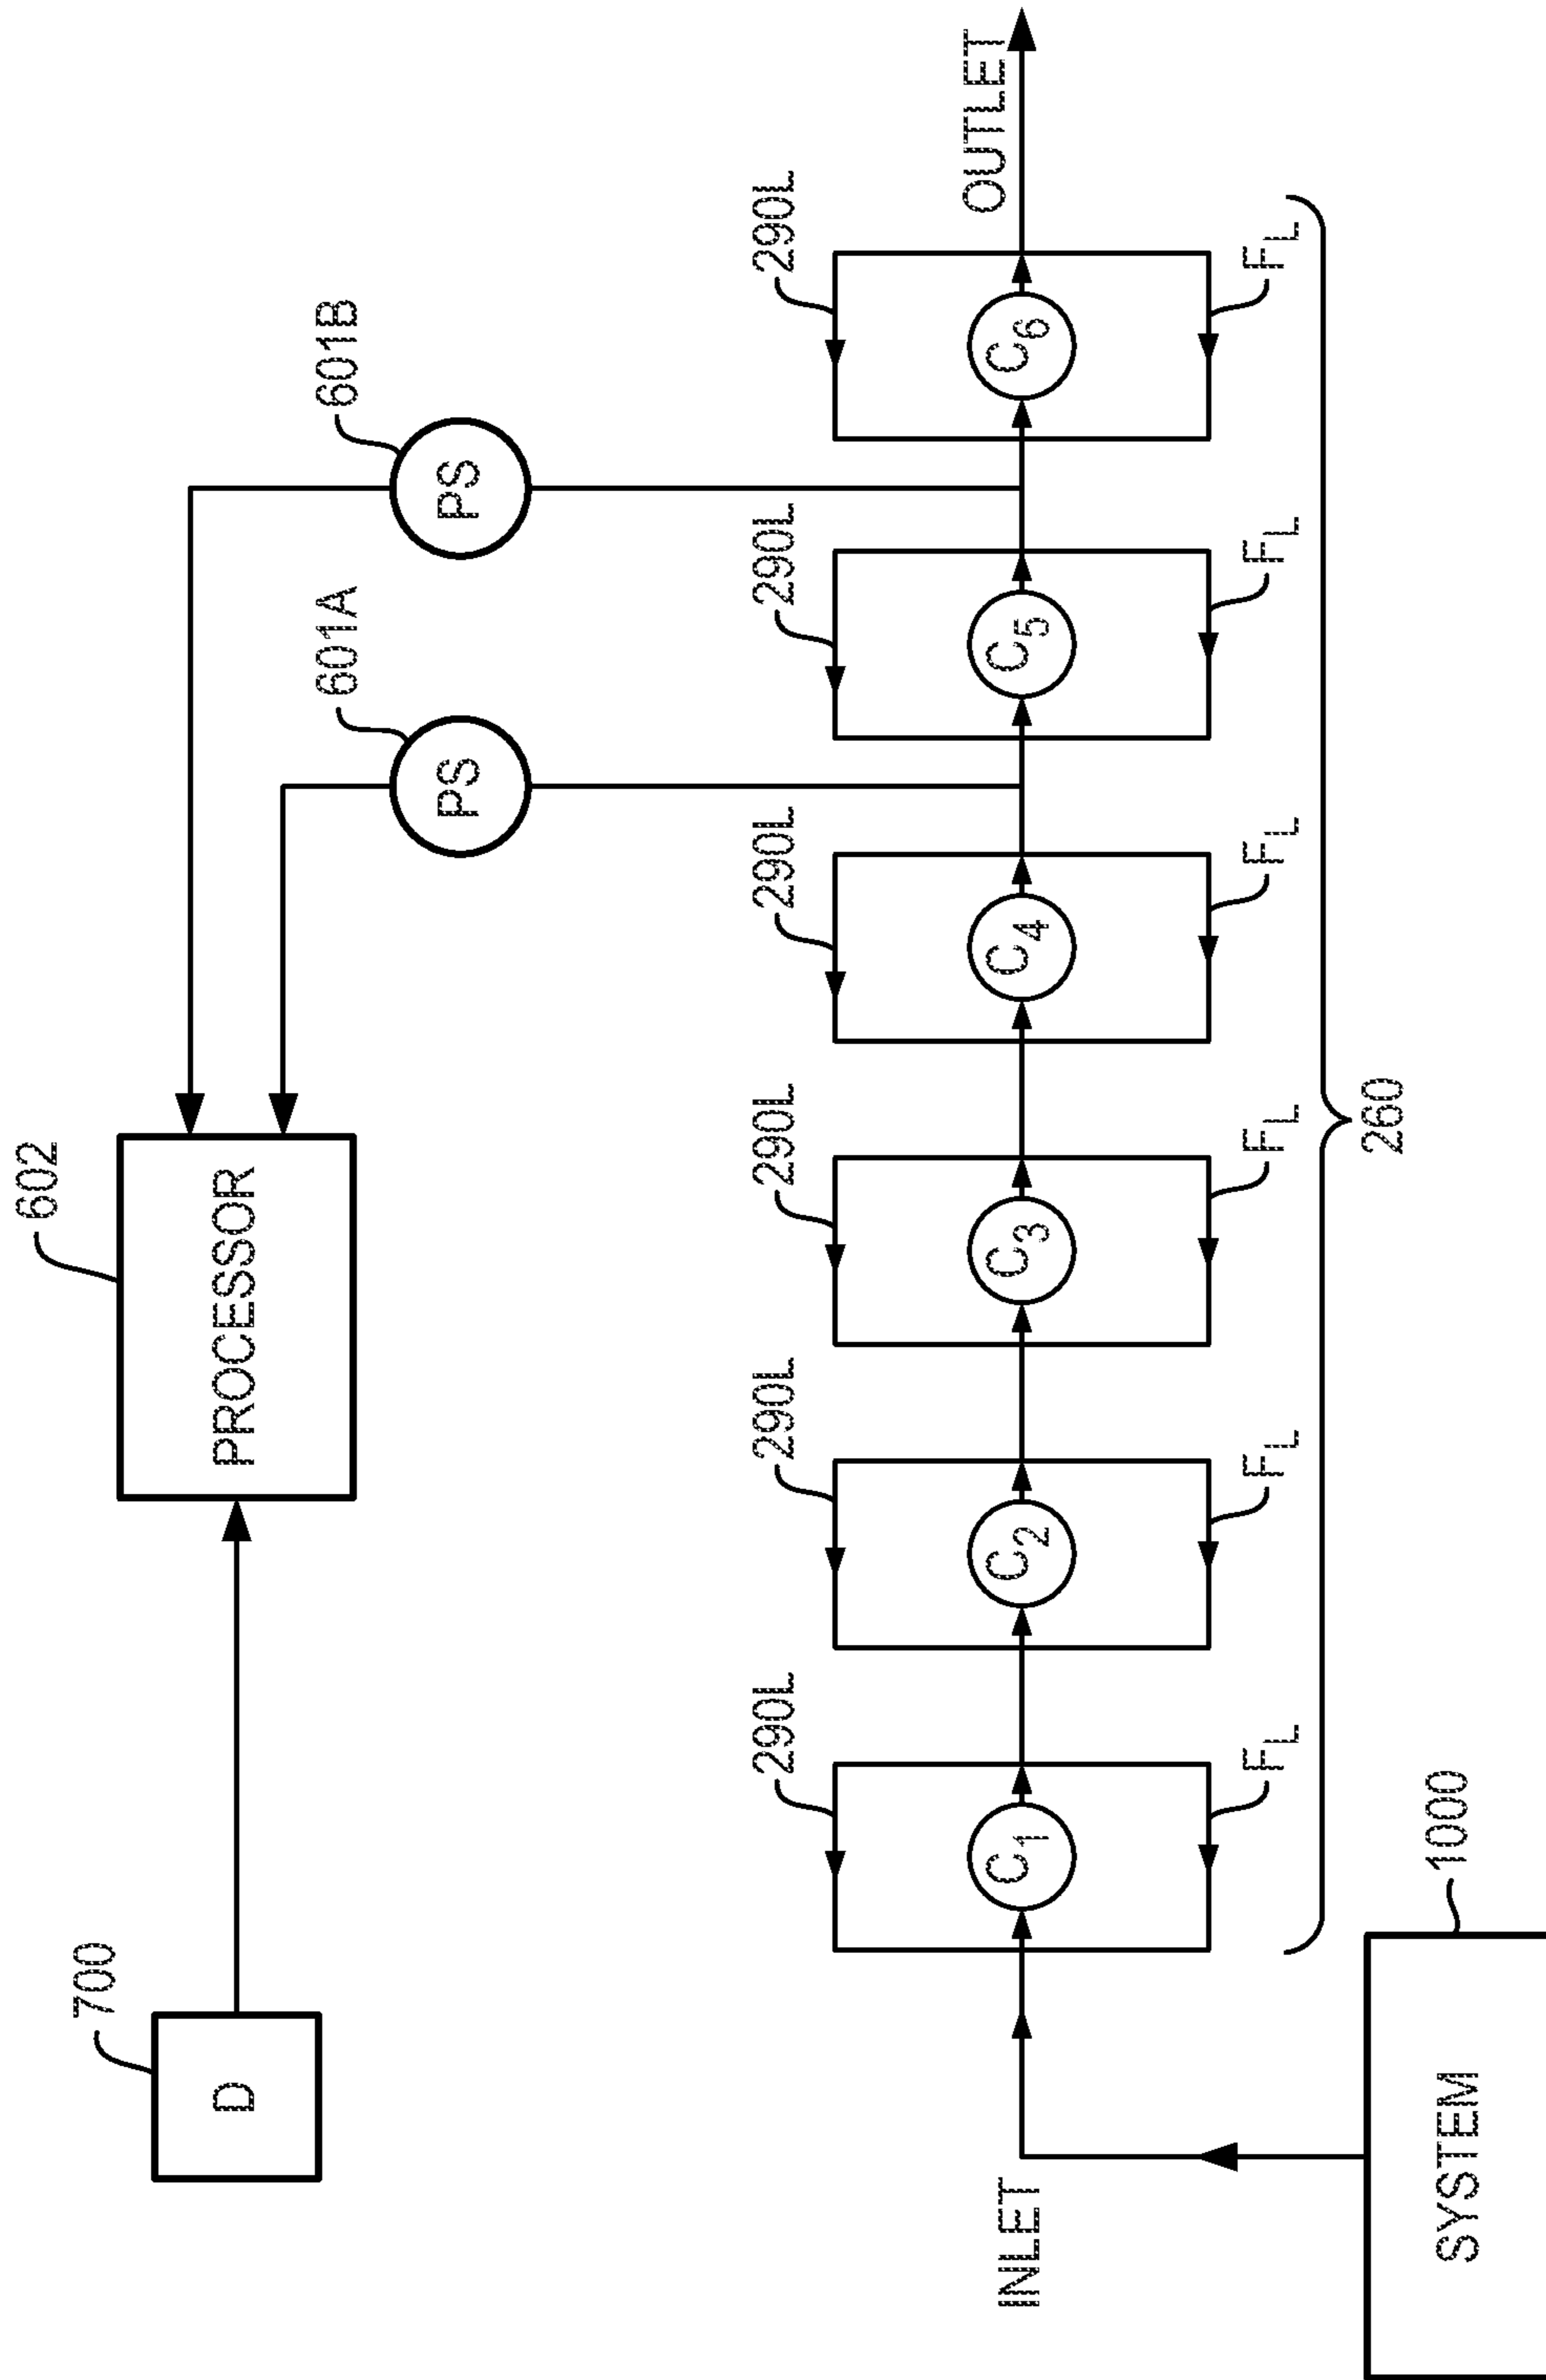 700
D
602
PROCESSOR
601A
PS
601B
PS
290L
290L
290L
290L
290L
290L
INLET
C1
C2
C3
C4
C5
C6
OUTLET
FL
FL
FL
FL
FL
FL
260
1000
SYSTEM